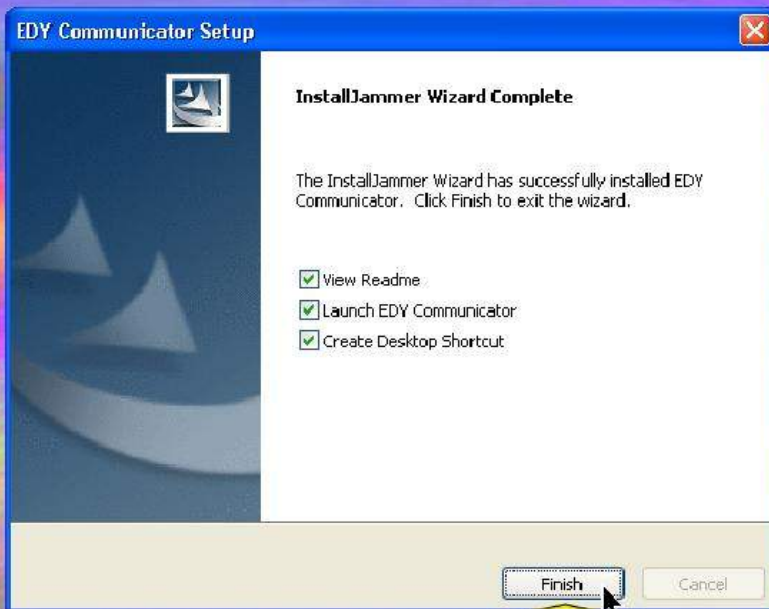 EDY Communicator Setup
InstallJammer Wizard Complete
The InstallJammer Wizard has successfully installed EDY
Communicator. Click Finish to exit the wizard.
View Readme
Launch EDY Communicator
Create Desktop Shortcut
Finish
Cancel